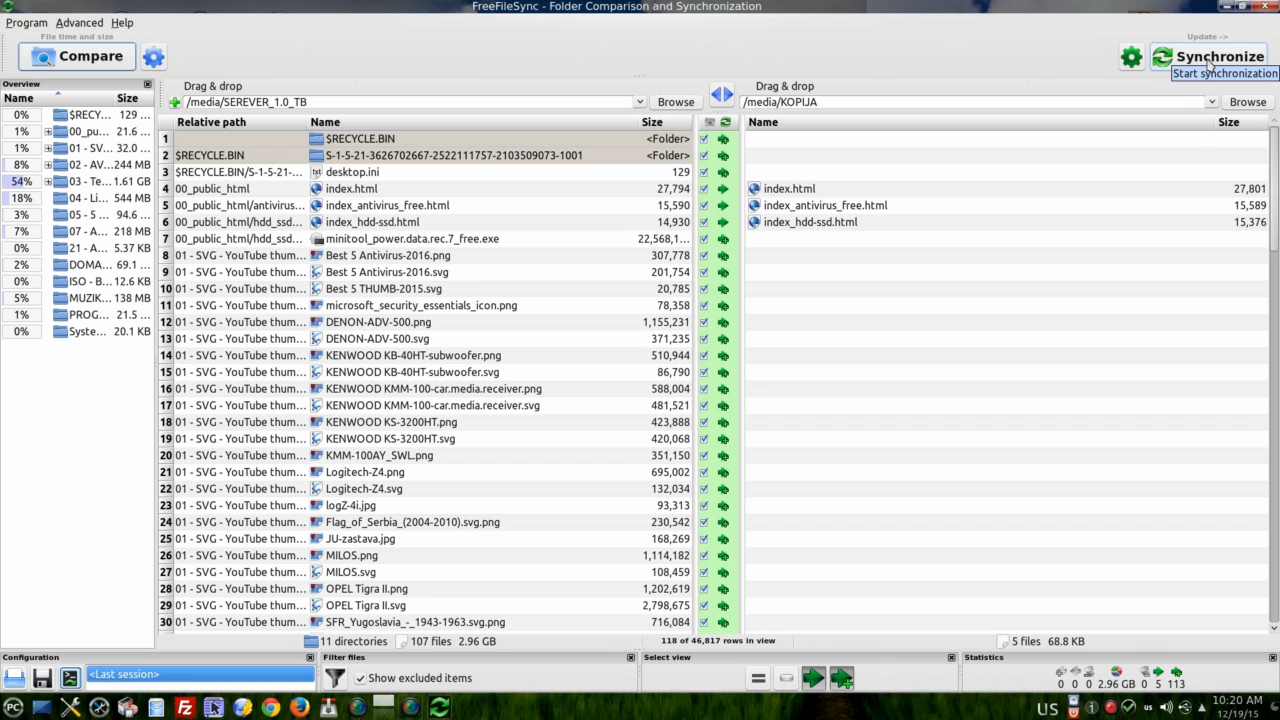 FreeFileSync - Folder Comparison and Synchronization
Program Advanced Help
File time and size
Compare
Update ->
Synchronize
Start synchronization
Overview
Name Size
0% $RECY... 129 ...
1% 00_pu... 21.6 ...
1% 01 - SV... 32.0 ...
8% 02 - AV... 244 MB
54% 03 - Te... 1.61 GB
18% 04 - Li... 544 MB
3% 05 - 5 ... 94.6 ...
7% 07 - A... 218 MB
0% 21 - A... 5.37 KB
2% DOMA... 69.1 ...
0% ISO - B... 12.6 KB
5% MUZIK... 138 MB
1% PROG... 21.5 ...
0% Syste... 20.1 KB
Drag & drop
/media/SEREVER_1.0_TB Browse
Drag & drop
/media/KOPIJA Browse
Relative path Name Size
1 $RECYCLE.BIN <Folder>
2 $RECYCLE.BIN S-1-5-21-3626702667-2522111757-2103509073-1001 <Folder>
3 $RECYCLE.BIN/S-1-5-21-... desktop.ini 129
4 00_public_html index.html 27,794
5 00_public_html/antivirus... index_antivirus_free.html 15,590
6 00_public_html/hdd_ssd... index_hdd-ssd.html 14,930
7 00_public_html/hdd_ssd... minitool_power.data.rec.7_free.exe 22,568,1...
8 01 - SVG - YouTube thum... Best 5 Antivirus-2016.png 307,778
9 01 - SVG - YouTube thum... Best 5 Antivirus-2016.svg 201,754
10 01 - SVG - YouTube thum... Best 5 THUMB-2015.svg 20,785
11 01 - SVG - YouTube thum... microsoft_security_essentials_icon.png 78,358
12 01 - SVG - YouTube thum... DENON-ADV-500.png 1,155,231
13 01 - SVG - YouTube thum... DENON-ADV-500.svg 371,235
14 01 - SVG - YouTube thum... KENWOOD KB-40HT-subwoofer.png 510,944
15 01 - SVG - YouTube thum... KENWOOD KB-40HT-subwoofer.svg 86,790
16 01 - SVG - YouTube thum... KENWOOD KMM-100-car.media.receiver.png 588,004
17 01 - SVG - YouTube thum... KENWOOD KMM-100-car.media.receiver.svg 481,521
18 01 - SVG - YouTube thum... KENWOOD KS-3200HT.png 423,888
19 01 - SVG - YouTube thum... KENWOOD KS-3200HT.svg 420,068
20 01 - SVG - YouTube thum... KMM-100AY_SWL.png 351,150
21 01 - SVG - YouTube thum... Logitech-Z4.png 695,002
22 01 - SVG - YouTube thum... Logitech-Z4.svg 132,034
23 01 - SVG - YouTube thum... logZ-4i.jpg 93,313
24 01 - SVG - YouTube thum... Flag_of_Serbia_(2004-2010).svg.png 230,542
25 01 - SVG - YouTube thum... JU-zastava.jpg 168,269
26 01 - SVG - YouTube thum... MILOS.png 1,114,182
27 01 - SVG - YouTube thum... MILOS.svg 108,459
28 01 - SVG - YouTube thum... OPEL Tigra II.png 1,202,619
29 01 - SVG - YouTube thum... OPEL Tigra II.svg 2,798,675
30 01 - SVG - YouTube thum... SFR_Yugoslavia_-_1943-1963.svg.png 716,084
Name Size
index.html 27,801
index_antivirus_free.html 15,589
index_hdd-ssd.html 15,376
11 directories 107 files 2.96 GB
118 of 46,817 rows in view
5 files 68.8 KB
Configuration
<Last session>
Filter files
Show excluded items
Select view
Statistics
0 0 0 2.96 GB 0 5 113
PC
US
us
10:20 AM
12/19/15